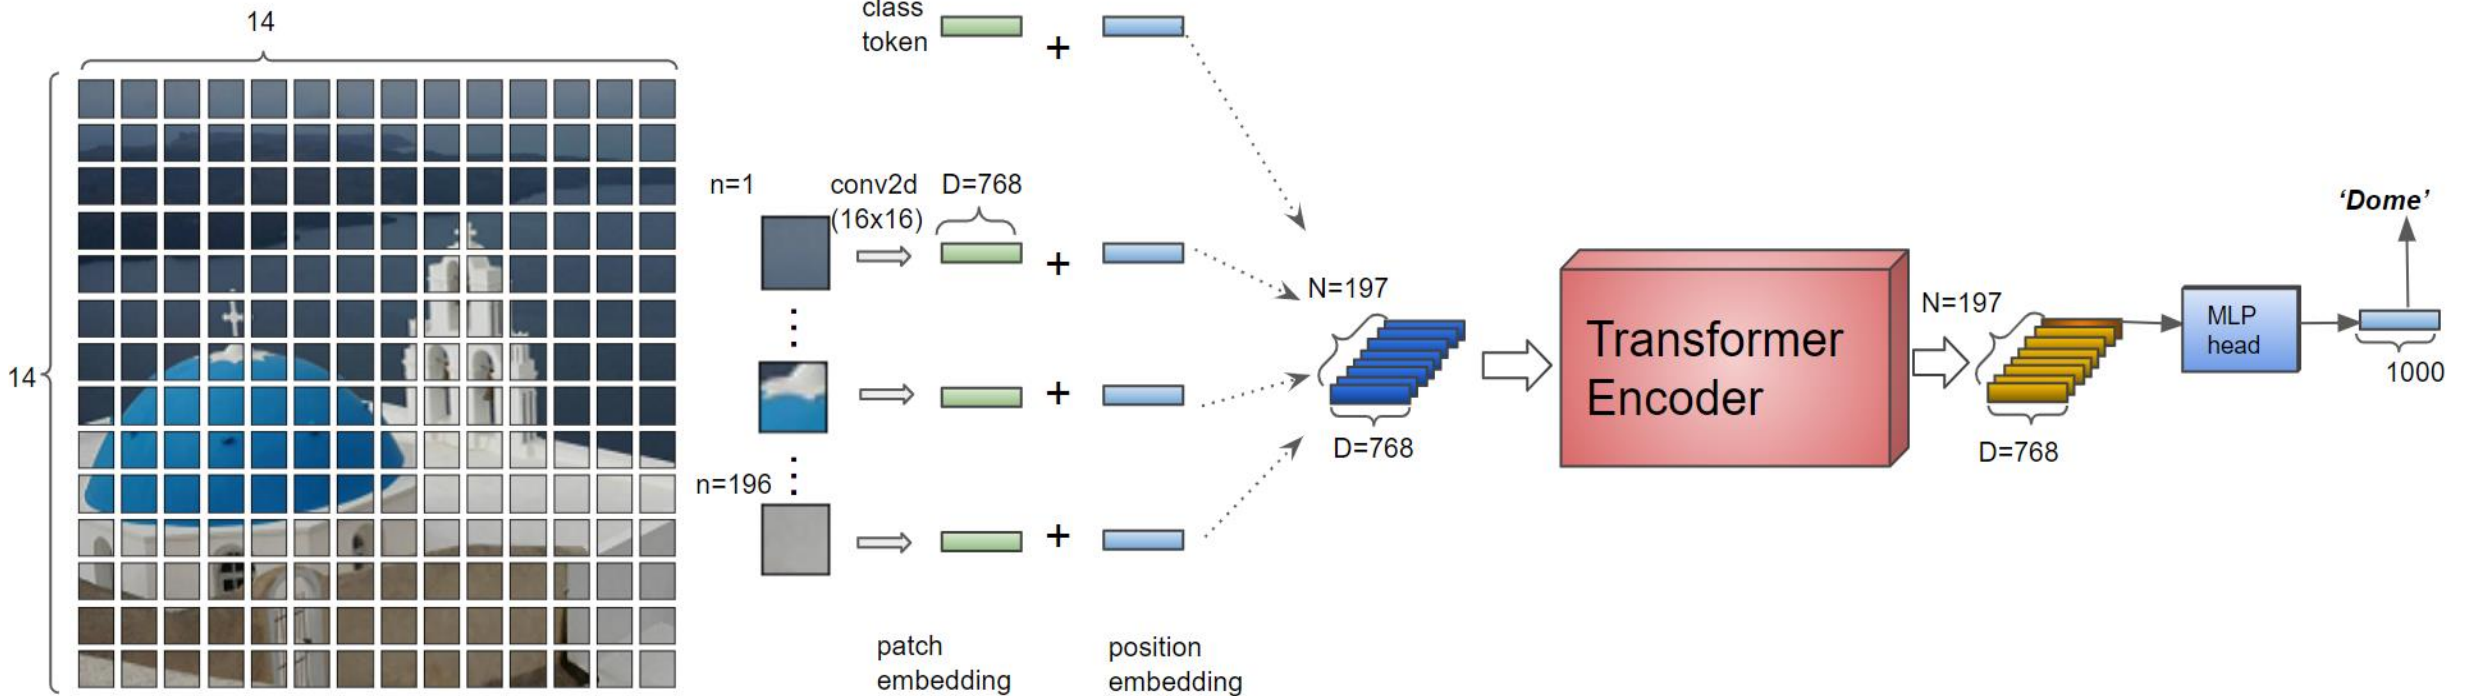 14
14
class
token
+
n=1
conv2d
(16x16)
D=768
+
+
n=196
+
patch
embedding
position
embedding
N=197
D=768
Transformer
Encoder
N=197
D=768
MLP
head
'Dome'
1000